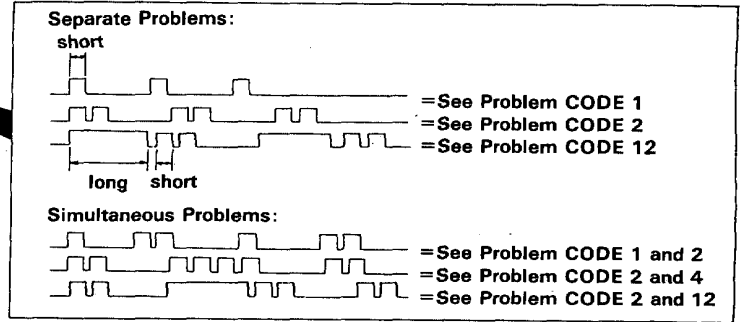 Separate Problems:
short
=See Problem CODE 1
=See Problem CODE 2
=See Problem CODE 12
long short
Simultaneous Problems:
=See Problem CODE 1 and 2
=See Problem CODE 2 and 4
=See Problem CODE 2 and 12